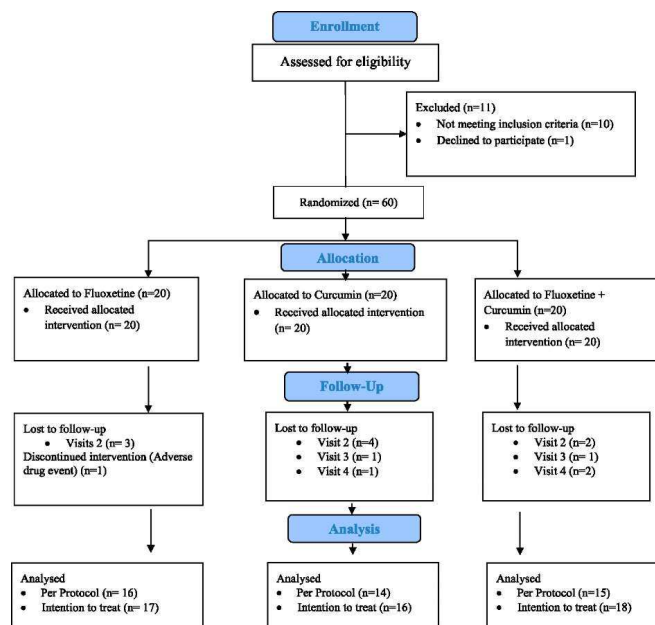 Enrollment
Assessed for eligibility
Excluded (n=11)
• Not meeting inclusion criteria (n=10)
• Declined to participate (n=1)
Randomized (n= 60)
Allocation
Allocated to Fluoxetine (n=20)
• Received allocated
intervention (n= 20)
Allocated to Curcumin (n=20)
• Received allocated intervention
(n= 20)
Allocated to Fluoxetine +
Curcumin (n=20)
• Received allocated
intervention (n= 20)
Follow-Up
Lost to follow-up
• Visits 2 (n= 3)
Discontinued intervention (Adverse
drug event) (n=1)
Lost to follow-up
• Visit 2 (n=4)
• Visit 3 (n= 1)
• Visit 4 (n=1)
Lost to follow-up
• Visit 2 (n=2)
• Visit 3 (n= 1)
• Visit 4 (n=2)
Analysis
Analysed
• Per Protocol (n= 16)
• Intention to treat (n= 17)
Analysed
• Per Protocol (n=14)
• Intention to treat (n=16)
Analysed
• Per Protocol (n=15)
• Intention to treat (n=18)